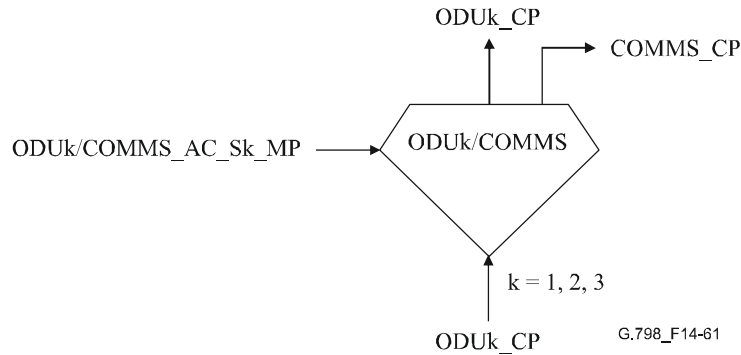 ODUk_CP
COMMS_CP
ODUk/COMMS_AC_Sk_MP
ODUk/COMMS
k = 1, 2, 3
ODUk_CP
G.798_F14-61